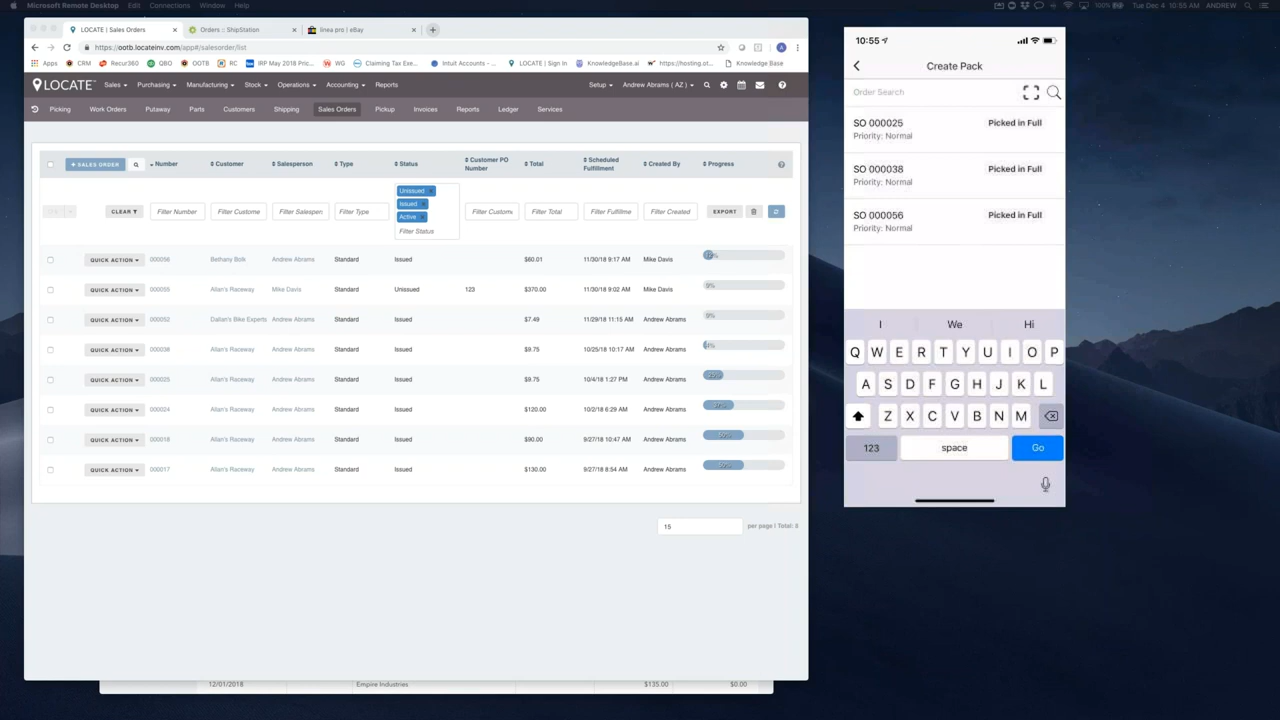 Microsoft Remote Desktop Edit Connections Window Help
100% Tue Dec 4 10:55 AM ANDREW
LOCATE | Sales Orders × Orders :: ShipStation × linea pro | eBay ×
https://ootb.locateinv.com/app#/salesorder/list
Apps CRM Recur360 QBO OOTB RC IRP May 2018 Pric... WG Claiming Tax Exe... Intuit Accounts - ... LOCATE | Sign In KnowledgeBase.ai https://hosting.ot... Knowledge Base
LOCATE Sales Purchasing Manufacturing Stock Operations Accounting Reports Setup Andrew Abrams ( AZ )
Picking Work Orders Putaway Parts Customers Shipping Sales Orders Pickup Invoices Reports Ledger Services
+ SALES ORDER Number Customer Salesperson Type Status Customer PO Number Total Scheduled Fulfillment Created By Progress
Unissued ×
Issued ×
Active ×
Filter Status
CLEAR Filter Number Filter Custome Filter Salespen Filter Type Filter Custom Filter Total Filter Fulfillme Filter Created EXPORT
QUICK ACTION 000056 Bethany Bolk Andrew Abrams Standard Issued $60.01 11/30/18 9:17 AM Mike Davis
QUICK ACTION 000055 Allan's Raceway Mike Davis Standard Unissued 123 $370.00 11/30/18 9:02 AM Mike Davis 0%
QUICK ACTION 000052 Dallan's Bike Experts Andrew Abrams Standard Issued $7.49 11/29/18 11:15 AM Andrew Abrams 0%
QUICK ACTION 000038 Allan's Raceway Andrew Abrams Standard Issued $9.75 10/25/18 10:17 AM Andrew Abrams
QUICK ACTION 000025 Allan's Raceway Andrew Abrams Standard Issued $9.75 10/4/18 1:27 PM Andrew Abrams
QUICK ACTION 000024 Allan's Raceway Andrew Abrams Standard Issued $120.00 10/2/18 6:29 AM Andrew Abrams
QUICK ACTION 000018 Allan's Raceway Andrew Abrams Standard Issued $90.00 9/27/18 10:47 AM Andrew Abrams 50%
QUICK ACTION 000017 Allan's Raceway Andrew Abrams Standard Issued $130.00 9/27/18 8:54 AM Andrew Abrams 50%
15 per page | Total: 8
12/01/2018 Empire Industries $135.00 $0.00
10:55
Create Pack
Order Search
SO 000025 Picked in Full
Priority: Normal
SO 000038 Picked in Full
Priority: Normal
SO 000056 Picked in Full
Priority: Normal
I We Hi
Q W E R T Y U I O P
A S D F G H J K L
Z X C V B N M
123 space Go